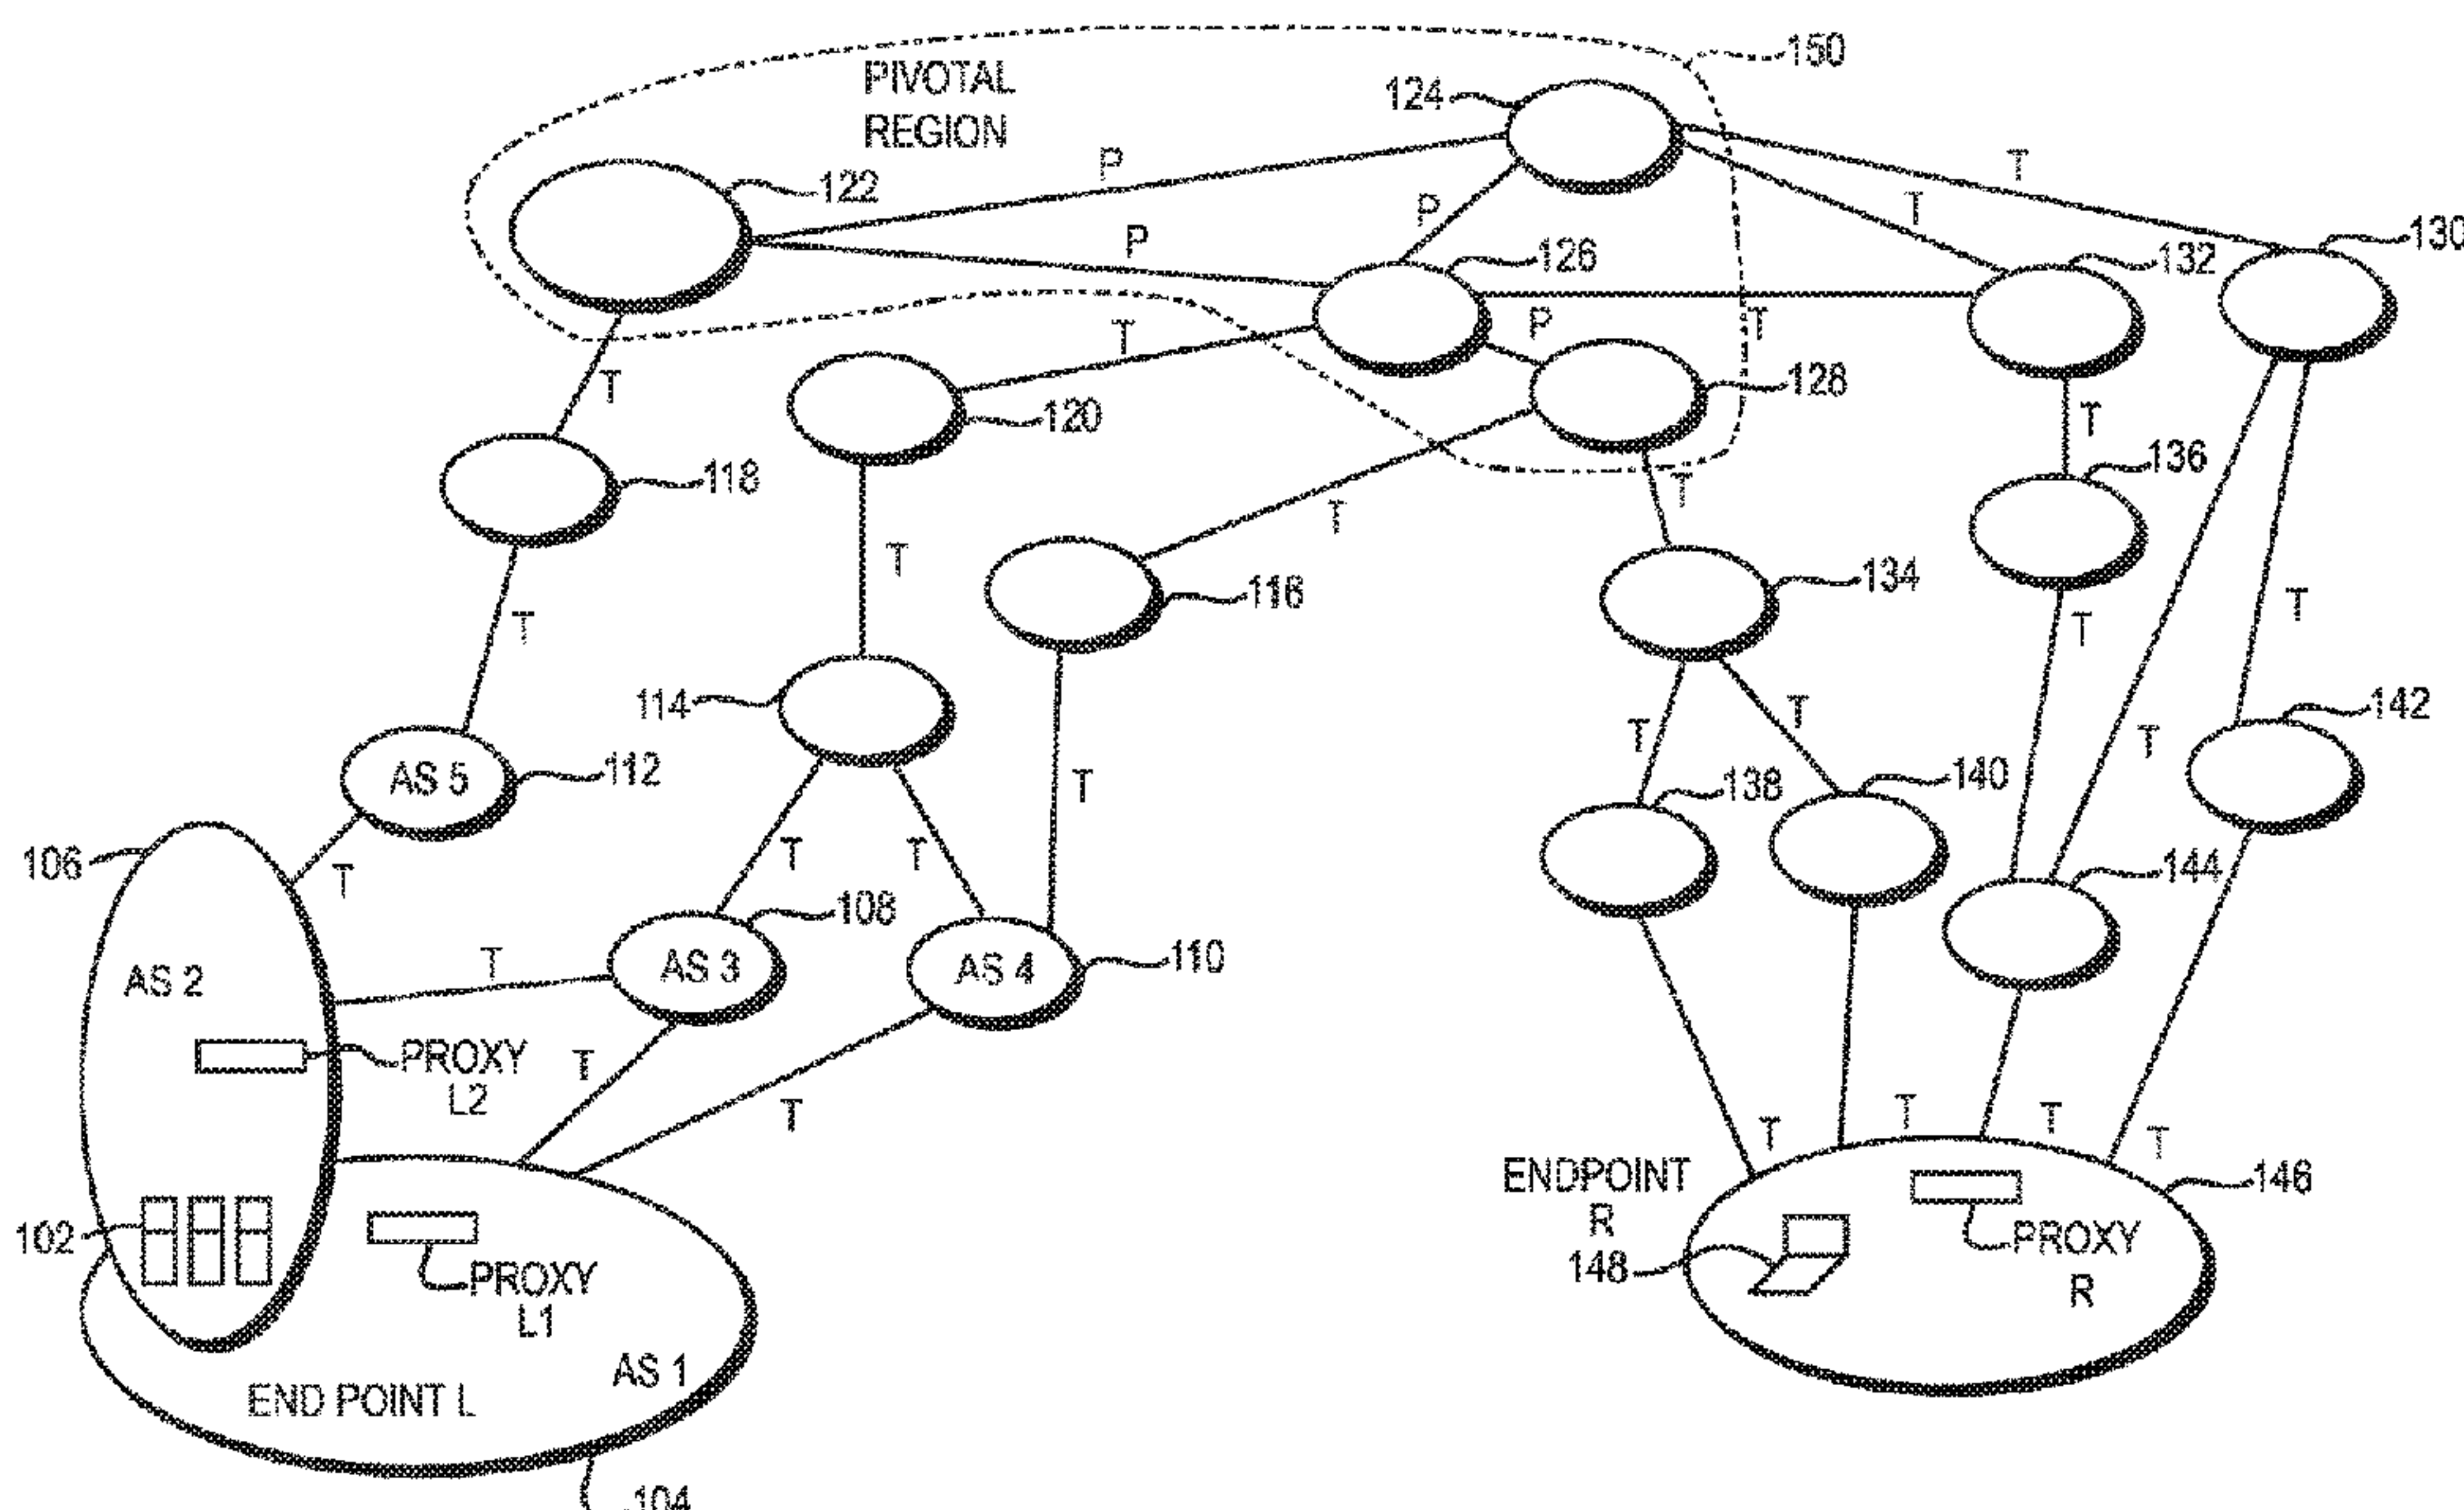 150
PIVOTAL
REGION
124
122
P
T
P
P
T
126
132
130
T
P
T
T
128
120
T
118
136
T
T
T
116
134
T
T
T
114
T
T
142
T
AS 5
112
T
138
140
106
T
T
T
144
108
AS 2
T
AS 3
AS 4
110
PROXY
L2
T
T
T
T
T
T
ENDPOINT
R
146
102
PROXY
L1
148
PROXY
R
AS 1
END POINT L
104